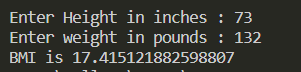 Enter Height in inches : 73
Enter weight in pounds : 132
BMI is 17.415121882598807